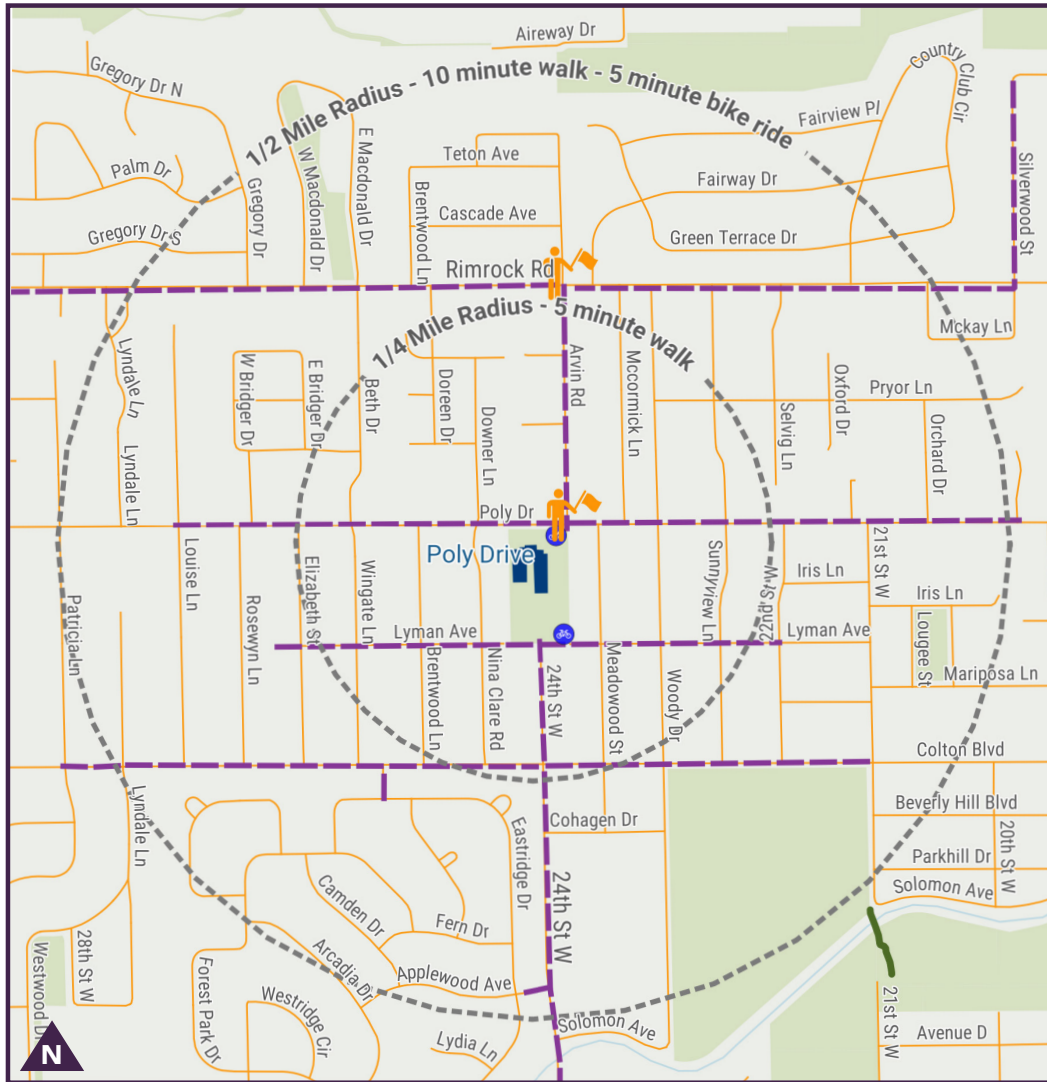 Aireway Dr
Gregory Dr N
1/2 Mile Radius - 10 minute walk - 5 minute bike ride
Country Club Cir
Fairview Pl
E Macdonald Dr
W Macdonald Dr
Teton Ave
Palm Dr
Fairway Dr
Silverwood St
Gregory Dr
Brentwood Ln
Cascade Ave
Gregory Dr S
Green Terrace Dr
Rimrock Rd
1/4 Mile Radius - 5 minute walk
Mckay Ln
Lyndale Ln
W Bridger Dr
E Bridger Dr
Beth Dr
Doreen Dr
Downer Ln
Arvin Rd
Mccormick Ln
Selvig Ln
Oxford Dr
Pryor Ln
Orchard Dr
Lyndale Ln
Poly Dr
Poly Drive
Louise Ln
Rosewyn Ln
Elizabeth St
Wingate Ln
Sunnyview Ln
22nd St W
21st St W
Iris Ln
Iris Ln
Patricia Ln
Lyman Ave
Lyman Ave
Lougee St
Mariposa Ln
Brentwood Ln
Nina Clare Rd
24th St W
Meadowood St
Woody Dr
Colton Blvd
Lyndale Ln
Eastridge Dr
Cohagen Dr
Beverly Hill Blvd
20th St W
Parkhill Dr
Solomon Ave
Camden Dr
Fern Dr
24th St W
Arcadia Dr
Applewood Ave
28th St W
Westwood Dr
Forest Park Dr
Westridge Cir
Lydia Ln
Solomon Ave
21st St W
Avenue D
N